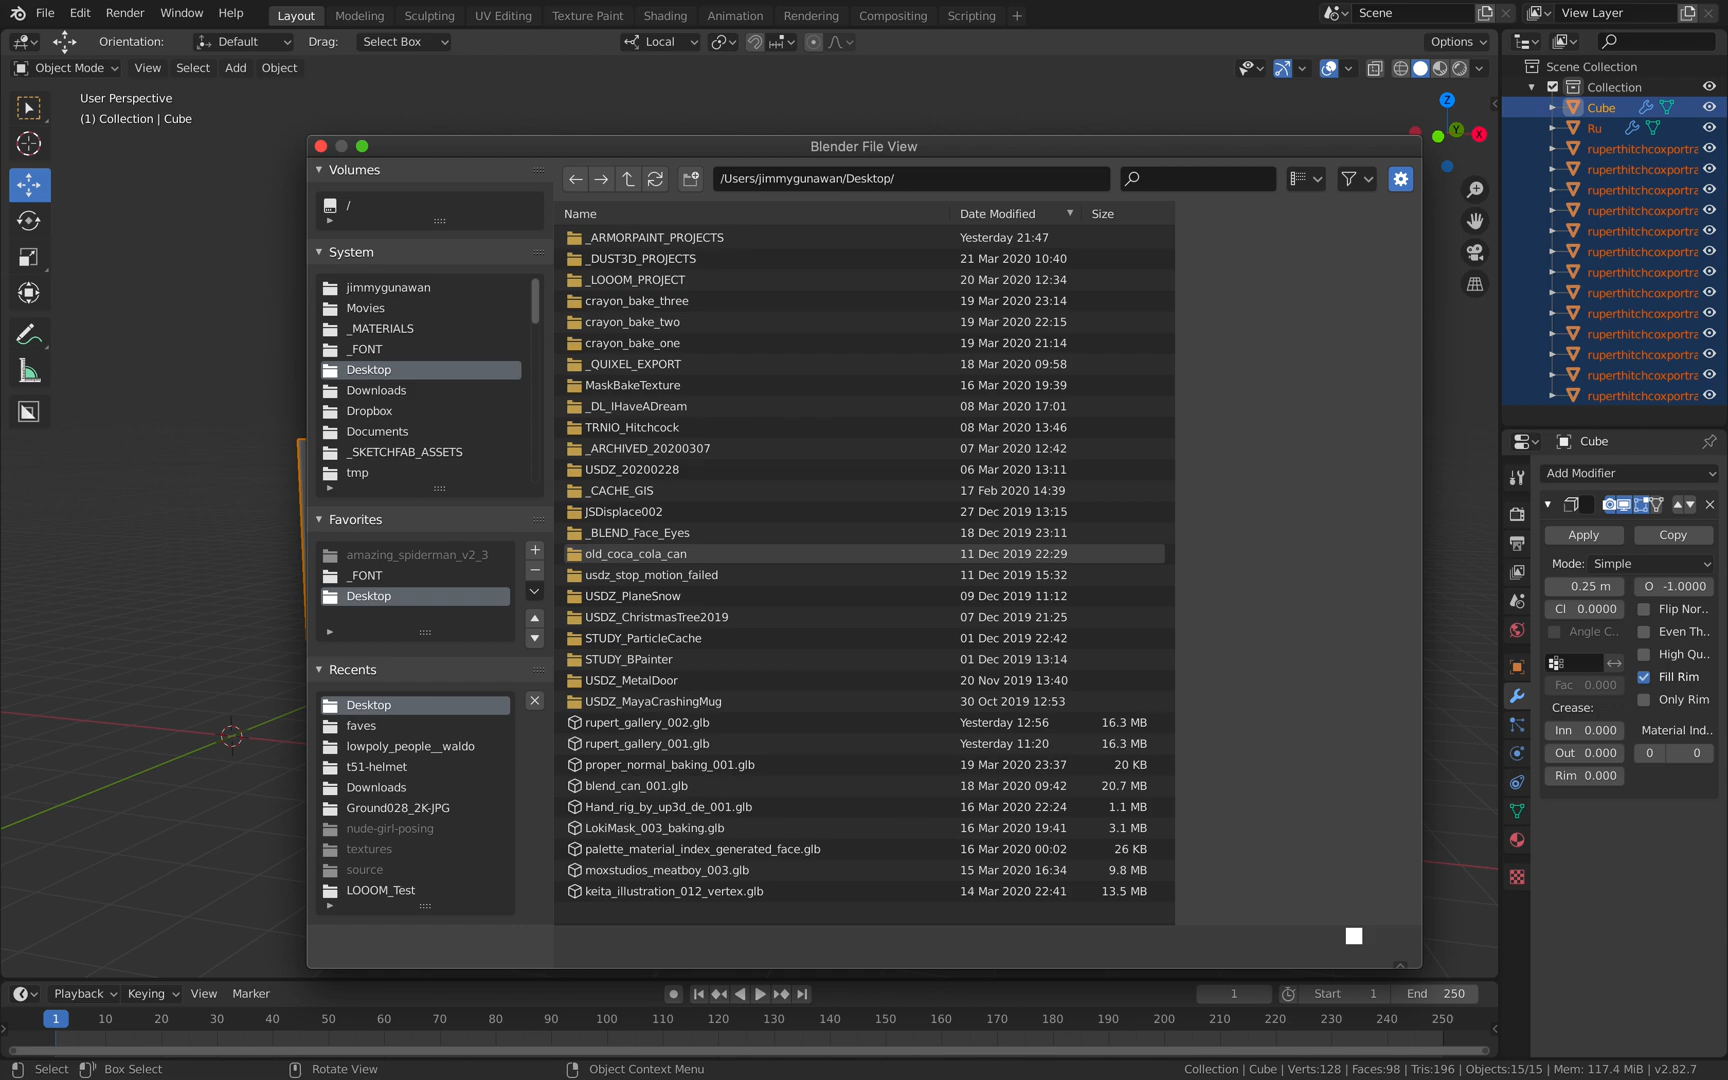 File Edit Render Window Help Layout Modeling Sculpting UV Editing Texture Paint Shading Animation Rendering Compositing Scripting + Scene View Layer
Orientation: Default Drag: Select Box Local Options
Object Mode View Select Add Object
User Perspective
(1) Collection | Cube
Z
Y
X
Scene Collection
Collection
Cube
Ru
ruperthitchcoxportra
ruperthitchcoxportra
ruperthitchcoxportra
ruperthitchcoxportra
ruperthitchcoxportra
ruperthitchcoxportra
ruperthitchcoxportra
ruperthitchcoxportra
ruperthitchcoxportra
ruperthitchcoxportra
ruperthitchcoxportra
ruperthitchcoxportra
ruperthitchcoxportra
Blender File View
Volumes
/
System
jimmygunawan
Movies
_MATERIALS
_FONT
Desktop
Downloads
Dropbox
Documents
_SKETCHFAB_ASSETS
tmp
Favorites
amazing_spiderman_v2_3
_FONT
Desktop
Recents
Desktop
faves
lowpoly_people__waldo
t51-helmet
Downloads
Ground028_2K-JPG
nude-girl-posing
textures
source
LOOOM_Test
/Users/jimmygunawan/Desktop/
Name Date Modified Size
_ARMORPAINT_PROJECTS Yesterday 21:47
_DUST3D_PROJECTS 21 Mar 2020 10:40
_LOOOM_PROJECT 20 Mar 2020 12:34
crayon_bake_three 19 Mar 2020 23:14
crayon_bake_two 19 Mar 2020 22:15
crayon_bake_one 19 Mar 2020 21:14
_QUIXEL_EXPORT 18 Mar 2020 09:58
MaskBakeTexture 16 Mar 2020 19:39
_DL_IHaveADream 08 Mar 2020 17:01
TRNIO_Hitchcock 08 Mar 2020 13:46
_ARCHIVED_20200307 07 Mar 2020 12:42
USDZ_20200228 06 Mar 2020 13:11
_CACHE_GIS 17 Feb 2020 14:39
JSDisplace002 27 Dec 2019 13:15
_BLEND_Face_Eyes 18 Dec 2019 23:11
old_coca_cola_can 11 Dec 2019 22:29
usdz_stop_motion_failed 11 Dec 2019 15:32
USDZ_PlaneSnow 09 Dec 2019 11:12
USDZ_ChristmasTree2019 07 Dec 2019 21:25
STUDY_ParticleCache 01 Dec 2019 22:42
STUDY_BPainter 01 Dec 2019 13:14
USDZ_MetalDoor 20 Nov 2019 13:40
USDZ_MayaCrashingMug 30 Oct 2019 12:53
rupert_gallery_002.glb Yesterday 12:56 16.3 MB
rupert_gallery_001.glb Yesterday 11:20 16.3 MB
proper_normal_baking_001.glb 19 Mar 2020 23:37 20 KB
blend_can_001.glb 18 Mar 2020 09:42 20.7 MB
Hand_rig_by_up3d_de_001.glb 16 Mar 2020 22:24 1.1 MB
LokiMask_003_baking.glb 16 Mar 2020 19:41 3.1 MB
palette_material_index_generated_face.glb 16 Mar 2020 00:02 26 KB
moxstudios_meatboy_003.glb 15 Mar 2020 16:34 9.8 MB
keita_illustration_012_vertex.glb 14 Mar 2020 22:41 13.5 MB
Cube
Add Modifier
Apply Copy
Mode: Simple
0.25 m O -1.0000
Cl 0.0000 Flip Nor..
Angle C.. Even Th..
High Qu..
Fac 0.000 Fill Rim
Only Rim
Crease:
Inn 0.000 Material Ind..
Out 0.000 0 0
Rim 0.000
Playback Keying View Marker 1 Start 1 End 250
1 10 20 30 40 50 60 70 80 90 100 110 120 130 140 150 160 170 180 190 200 210 220 230 240 250
Select Box Select Rotate View Object Context Menu Collection | Cube | Verts:128 | Faces:98 | Tris:196 | Objects:15/15 | Mem: 117.4 MiB | v2.82.7